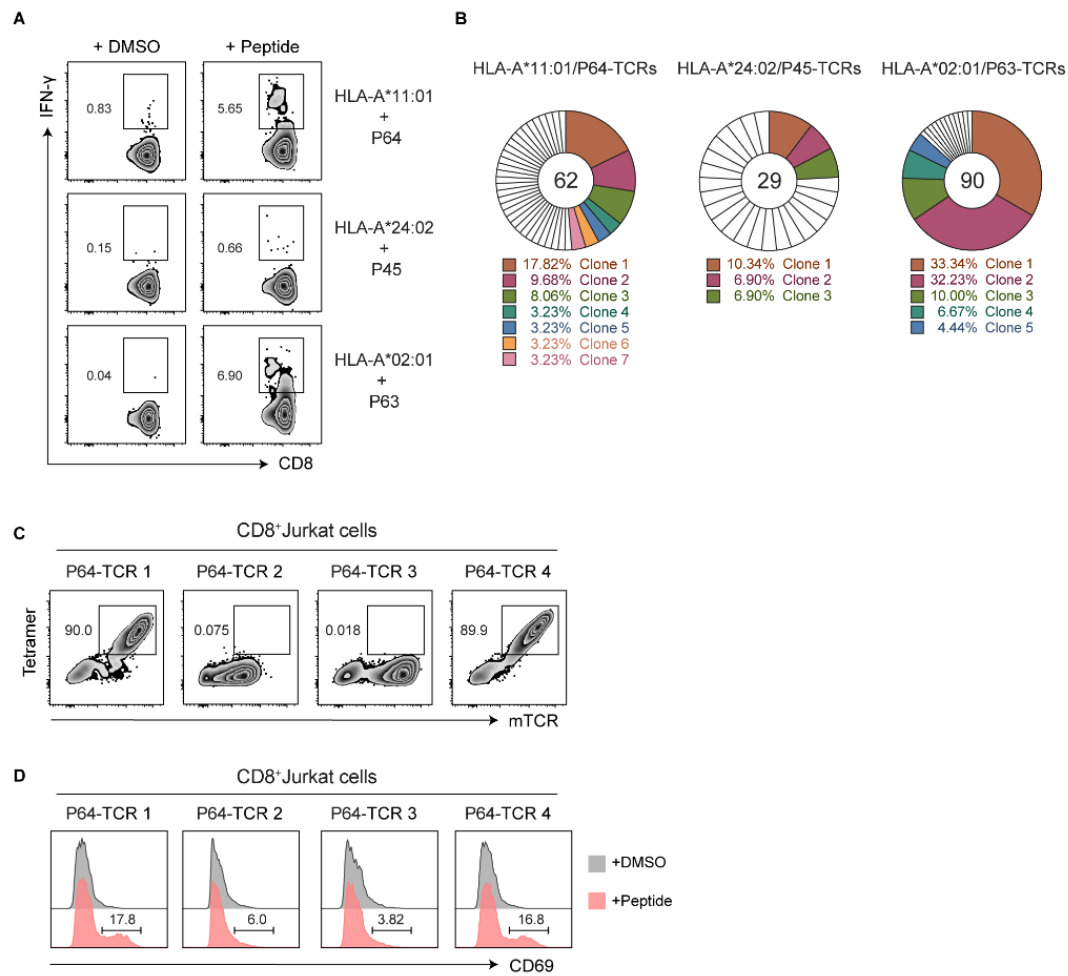 A
+ DMSO
+ Peptide
IFN-γ
0.83
5.65
HLA-A*11:01
+
P64
0.15
0.66
HLA-A*24:02
+
P45
0.04
6.90
HLA-A*02:01
+
P63
CD8
B
HLA-A*11:01/P64-TCRs
HLA-A*24:02/P45-TCRs
HLA-A*02:01/P63-TCRs
62
29
90
17.82% Clone 1
9.68% Clone 2
8.06% Clone 3
3.23% Clone 4
3.23% Clone 5
3.23% Clone 6
3.23% Clone 7
10.34% Clone 1
6.90% Clone 2
6.90% Clone 3
33.34% Clone 1
32.23% Clone 2
10.00% Clone 3
6.67% Clone 4
4.44% Clone 5
C
CD8+Jurkat cells
P64-TCR 1
P64-TCR 2
P64-TCR 3
P64-TCR 4
Tetramer
90.0
0.075
0.018
89.9
mTCR
D
CD8+Jurkat cells
P64-TCR 1
P64-TCR 2
P64-TCR 3
P64-TCR 4
17.8
6.0
3.82
16.8
+DMSO
+Peptide
CD69